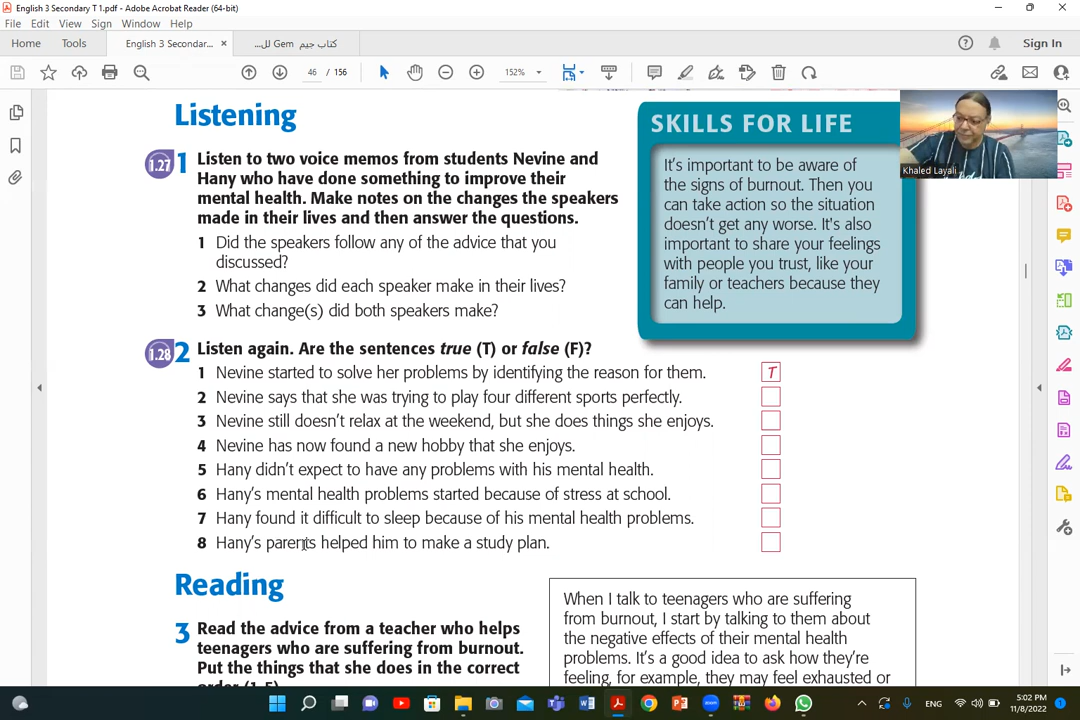 English 3 Secondary T 1.pdf - Adobe Acrobat Reader (64-bit)
File Edit View Sign Window Help
Home Tools English 3 Secondar... × كتاب جيم Gem لل... Sign In
46 / 156 152%
Listening
1.27 1 Listen to two voice memos from students Nevine and
Hany who have done something to improve their
mental health. Make notes on the changes the speakers
made in their lives and then answer the questions.
1 Did the speakers follow any of the advice that you
discussed?
2 What changes did each speaker make in their lives?
3 What change(s) did both speakers make?
SKILLS FOR LIFE
It's important to be aware of
the signs of burnout. Then you
can take action so the situation
doesn't get any worse. It's also
important to share your feelings
with people you trust, like your
family or teachers because they
can help.
Khaled Layali
1.28 2 Listen again. Are the sentences true (T) or false (F)?
1 Nevine started to solve her problems by identifying the reason for them. T
2 Nevine says that she was trying to play four different sports perfectly.
3 Nevine still doesn't relax at the weekend, but she does things she enjoys.
4 Nevine has now found a new hobby that she enjoys.
5 Hany didn't expect to have any problems with his mental health.
6 Hany's mental health problems started because of stress at school.
7 Hany found it difficult to sleep because of his mental health problems.
8 Hany's parents helped him to make a study plan.
Reading
3 Read the advice from a teacher who helps
teenagers who are suffering from burnout.
Put the things that she does in the correct
order (1-5).
When I talk to teenagers who are suffering
from burnout, I start by talking to them about
the negative effects of their mental health
problems. It's a good idea to ask how they're
feeling, for example, they may feel exhausted or
ENG 5:02 PM
11/8/2022